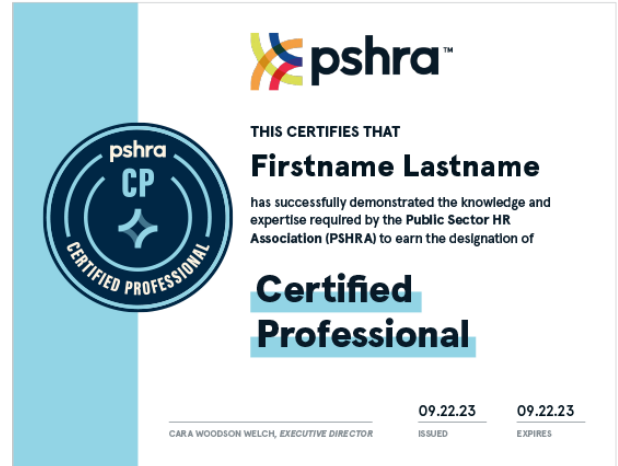 pshra™
THIS CERTIFIES THAT
Firstname Lastname
has successfully demonstrated the knowledge and
expertise required by the Public Sector HR
Association (PSHRA) to earn the designation of
Certified
Professional
pshra
CP
CERTIFIED PROFESSIONAL
09.22.23
09.22.23
CARA WOODSON WELCH, EXECUTIVE DIRECTOR
ISSUED
EXPIRES